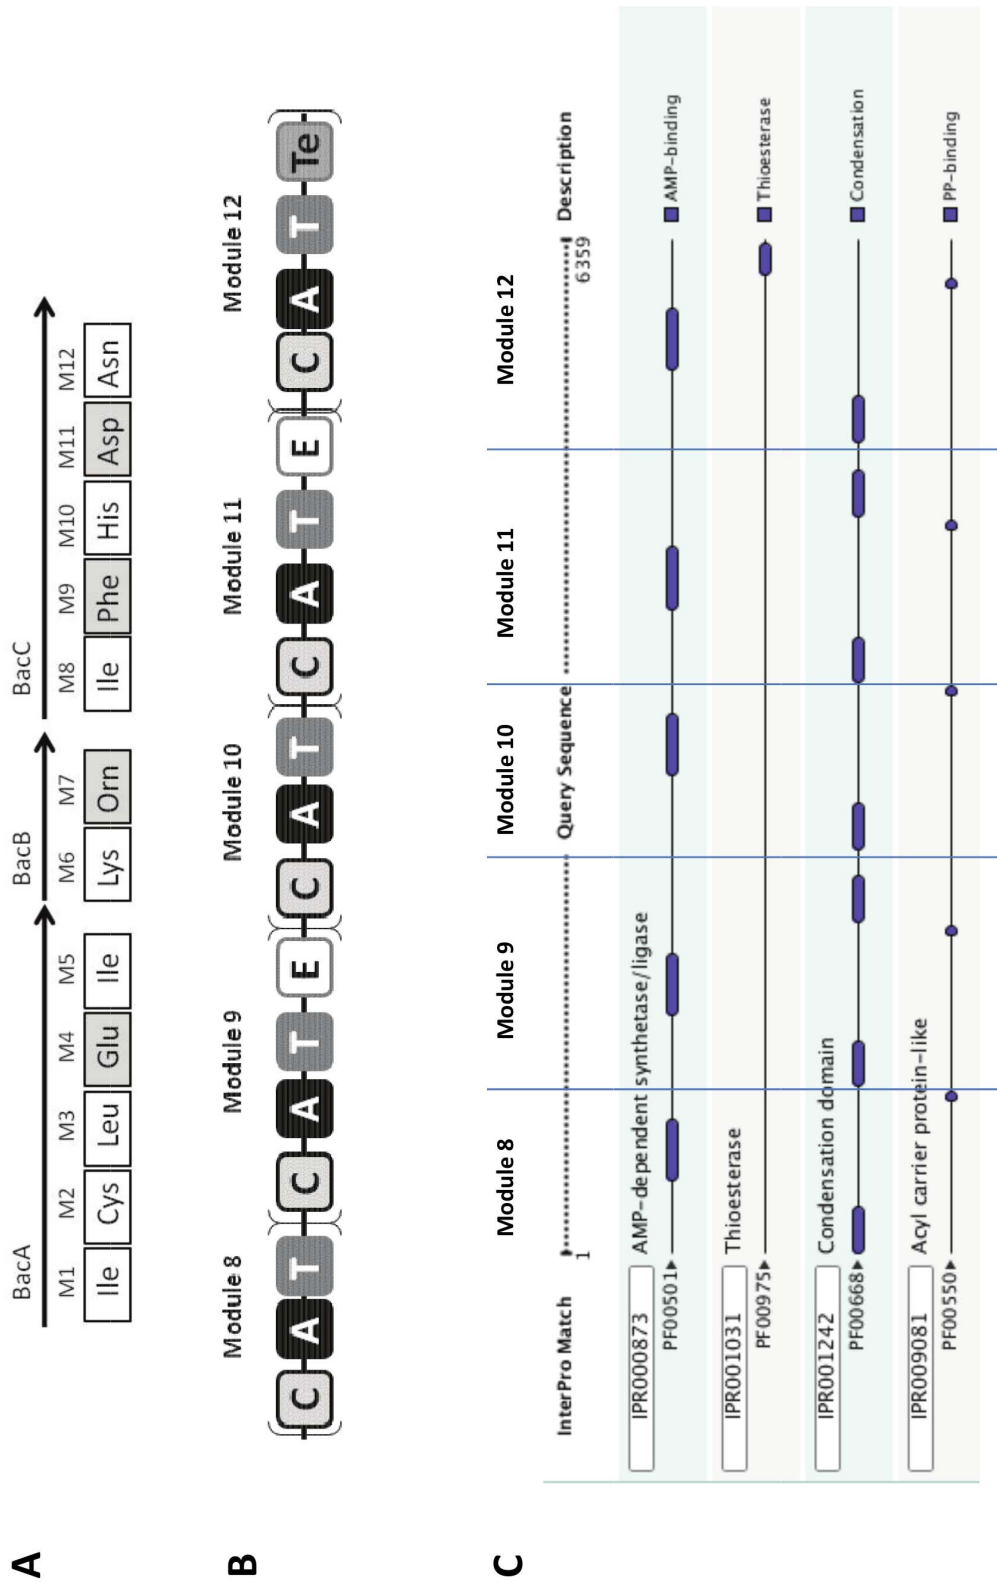 A
BacA
BacB
BacC
M1 M2 M3 M4 M5 M6 M7 M8 M9 M10 M11 M12
Ile Cys Leu Glu Ile Lys Orn Ile Phe His Asp Asn
B
Module 8 Module 9 Module 10 Module 11 Module 12
C A T C A T E C A T C A T E C A T Te
C
Module 8 Module 9 Module 10 Module 11 Module 12
InterPro Match Query Sequence Description
1 6359
IPR000873 AMP-dependent synthetase/ligase
PF00501 AMP-binding
IPR001031 Thioesterase
PF00975 Thioesterase
IPR001242 Condensation domain
PF00668 Condensation
IPR009081 Acyl carrier protein-like
PF00550 PP-binding